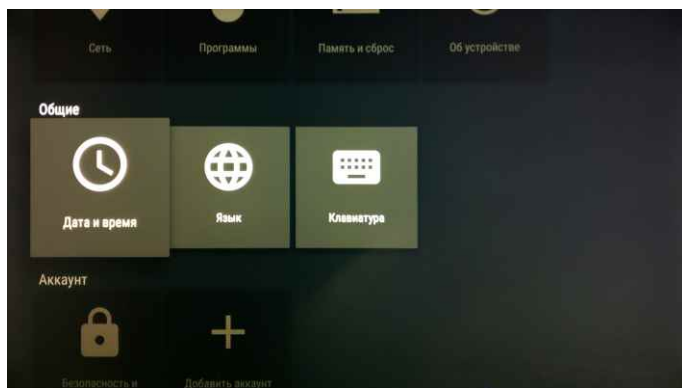 Сеть
Программы
Память и сброс
Об устройстве
Общие
Дата и время
Язык
Клавиатура
Аккаунт
Безопасность и
Добавить аккаунт